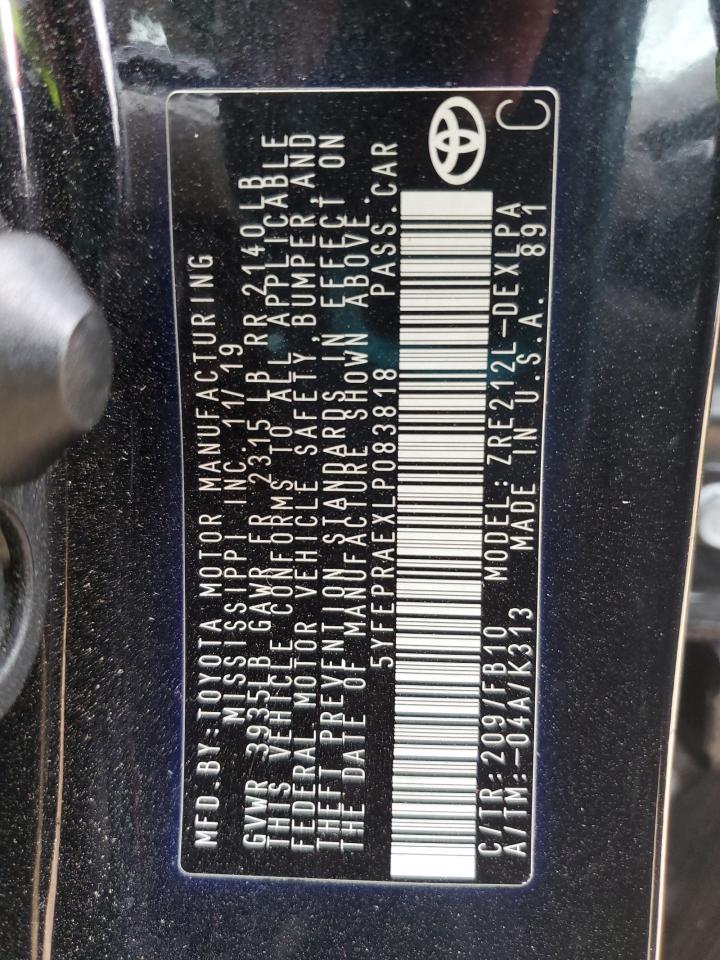 MFD.BY:TOYOTA MOTOR MANUFACTURING
MISSISSIPPI INC. 11/19
GVWR 3935LB GAWR FR 2315 LB RR 2140 LB
THIS VEHICLE CONFORMS TO ALL APPLICABLE
FEDERAL MOTOR VEHICLE SAFETY, BUMPER, AND
THEFT PREVENTION STANDARDS IN EFFECT ON
THE DATE OF MANUFACTURE SHOWN ABOVE.
5YFEPRAEXLP083818 PASS.CAR
C/TR:209/FB10 MODEL:ZRE212L-DEXLPA
A/TM:-04A/K313 MADE IN U.S.A. 891
C